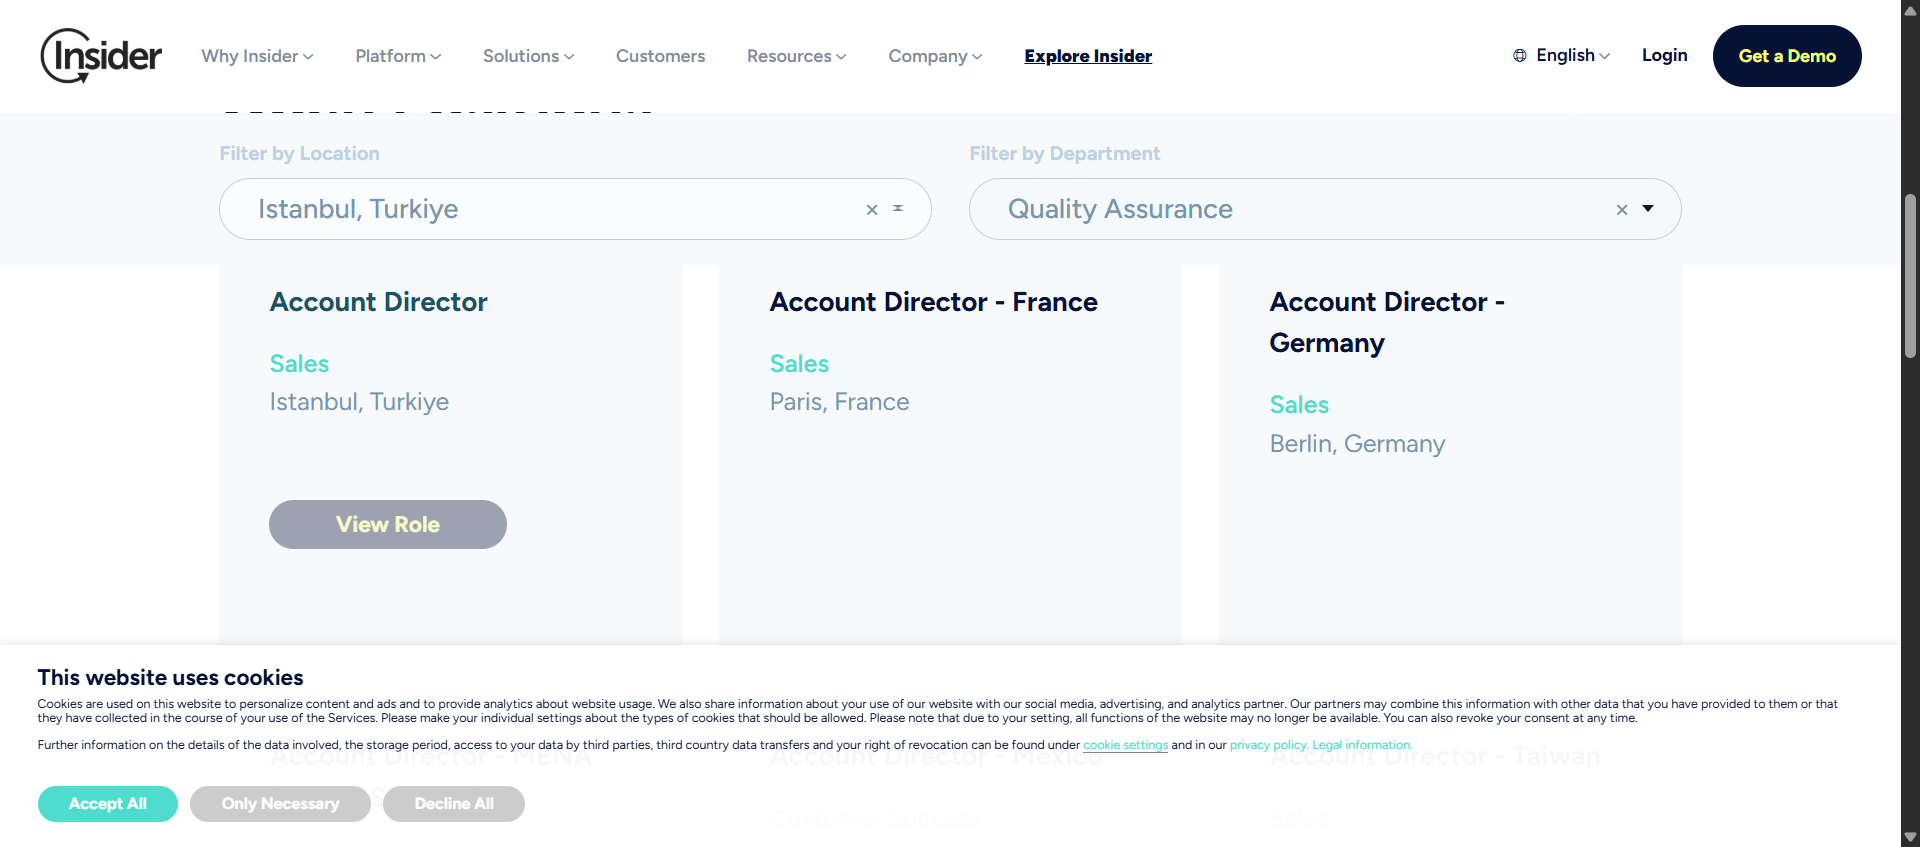 Insider
Why Insider
Platform
Solutions
Customers
Resources
Company
Explore Insider
English
Login
Get a Demo
Filter by Location
Filter by Department
Istanbul, Turkiye
Quality Assurance
Account Director
Sales
Istanbul, Turkiye
View Role
Account Director - France
Sales
Paris, France
Account Director -
Germany
Sales
Berlin, Germany
This website uses cookies
Cookies are used on this website to personalize content and ads and to provide analytics about website usage. We also share information about your use of our website with our social media, advertising, and analytics partner. Our partners may combine this information with other data that you have provided to them or that
they have collected in the course of your use of the Services. Please make your individual settings about the types of cookies that should be allowed. Please note that due to your setting, all functions of the website may no longer be available. You can also revoke your consent at any time.
Further information on the details of the data involved, the storage period, access to your data by third parties, third country data transfers and your right of revocation can be found under cookie settings and in our privacy policy. Legal information.
Account Director - MENA
Account Director - Mexico
Account Director - Taiwan
Customer Success
Sales
Accept All
Only Necessary
Decline All